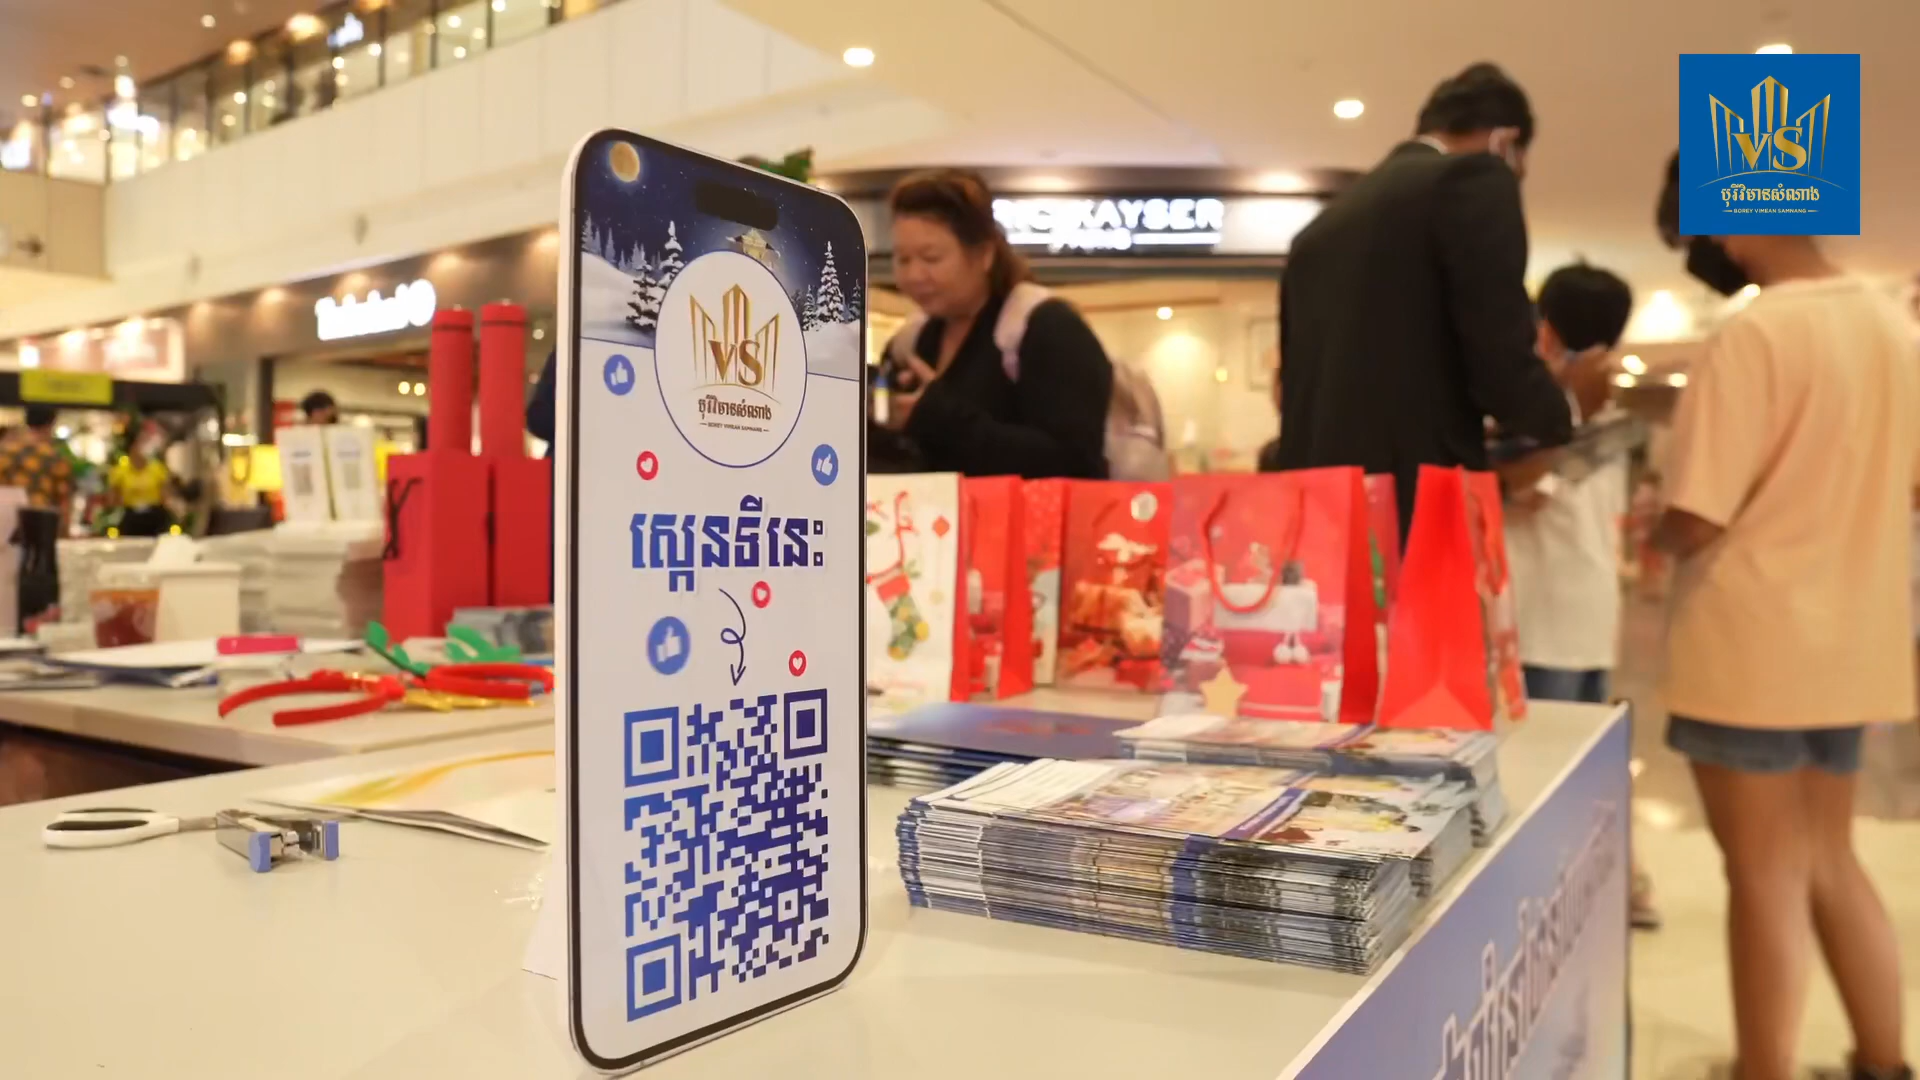 VS
បុរីវិមានសំណាង
BOREY VIMEAN SAMNANG
VS
បុរីវិមានសំណាង
BOREY VIMEAN SAMNANG
ស្កេនទីនេះ
KAYSER